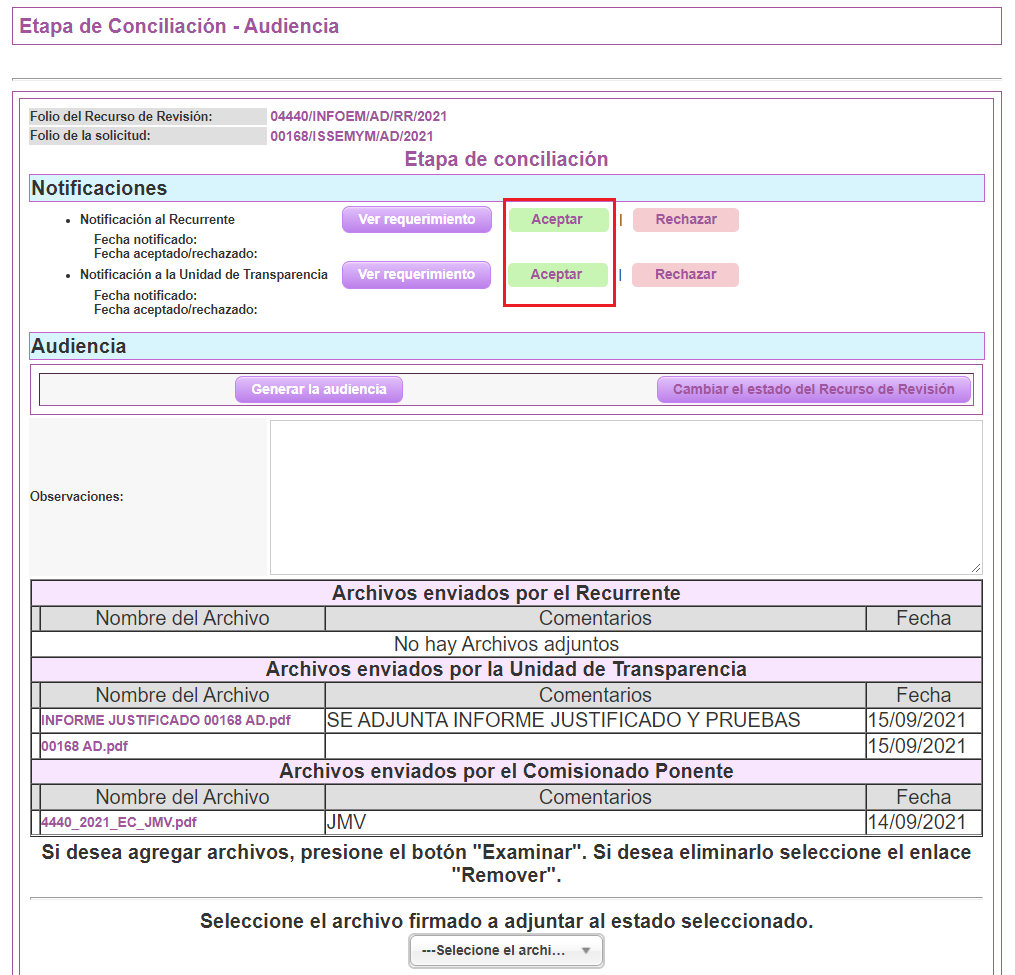 Etapa de Conciliación - Audiencia
Folio del Recurso de Revisión: 04440/INFOEM/AD/RR/2021
Folio de la solicitud: 00168/ISSEMYM/AD/2021
Etapa de conciliación
Notificaciones
Notificación al Recurrente Ver requerimiento Aceptar | Rechazar
Fecha notificado:
Fecha aceptado/rechazado:
Notificación a la Unidad de Transparencia Ver requerimiento Aceptar | Rechazar
Fecha notificado:
Fecha aceptado/rechazado:
Audiencia
Generar la audiencia Cambiar el estado del Recurso de Revisión
Observaciones:
Archivos enviados por el Recurrente
Nombre del Archivo Comentarios Fecha
No hay Archivos adjuntos
Archivos enviados por la Unidad de Transparencia
Nombre del Archivo Comentarios Fecha
INFORME JUSTIFICADO 00168 AD.pdf SE ADJUNTA INFORME JUSTIFICADO Y PRUEBAS 15/09/2021
00168 AD.pdf 15/09/2021
Archivos enviados por el Comisionado Ponente
Nombre del Archivo Comentarios Fecha
4440_2021_EC_JMV.pdf JMV 14/09/2021
Si desea agregar archivos, presione el botón "Examinar". Si desea eliminarlo seleccione el enlace
"Remover".
Seleccione el archivo firmado a adjuntar al estado seleccionado.
---Selecione el archi...